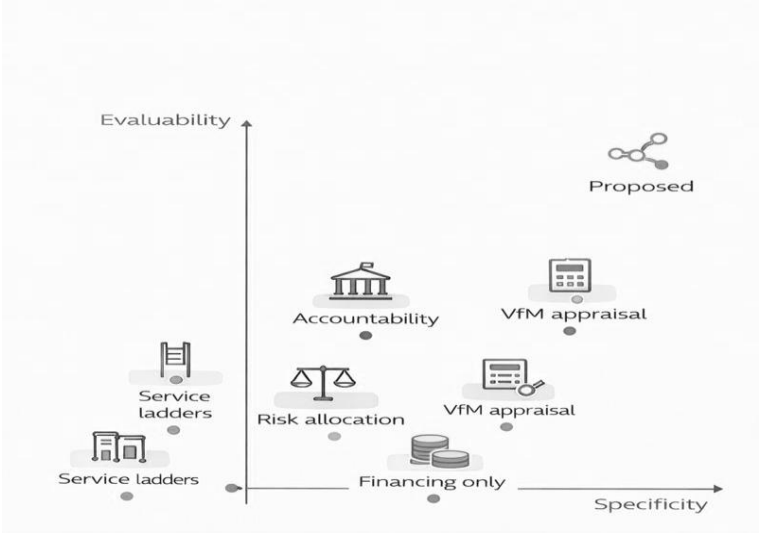 Evaluability
Proposed
Accountability
VfM appraisal
Service
ladders
Risk allocation
VfM appraisal
Service ladders
Financing only
Specificity